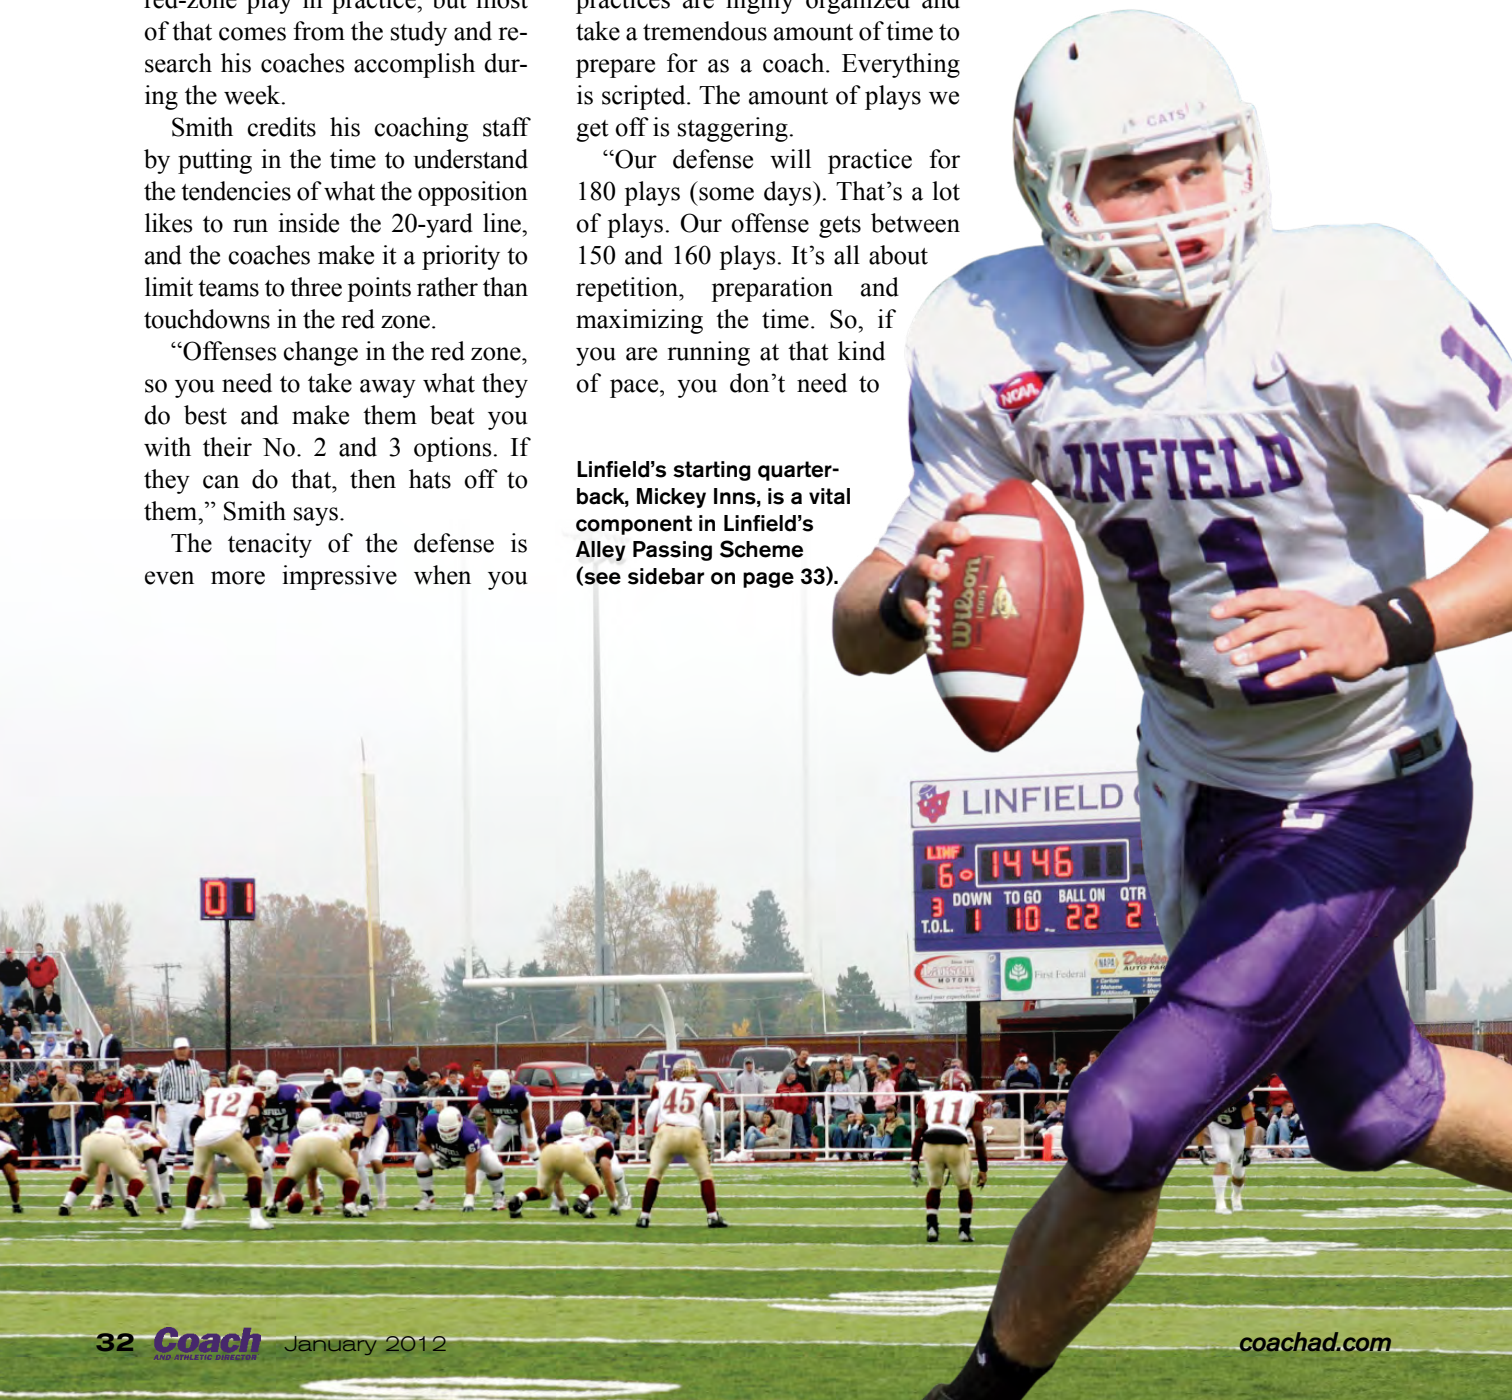 red-zone play in practice, but most
of that comes from the study and re-
search his coaches accomplish dur-
ing the week.
Smith credits his coaching staff
by putting in the time to understand
the tendencies of what the opposition
likes to run inside the 20-yard line,
and the coaches make it a priority to
limit teams to three points rather than
touchdowns in the red zone.
“Offenses change in the red zone,
so you need to take away what they
do best and make them beat you
with their No. 2 and 3 options. If
they can do that, then hats off to
them,” Smith says.
The tenacity of the defense is
even more impressive when you
practices are highly organized and
take a tremendous amount of time to
prepare for as a coach. Everything
is scripted. The amount of plays we
get off is staggering.
“Our defense will practice for
180 plays (some days). That’s a lot
of plays. Our offense gets between
150 and 160 plays. It’s all about
repetition, preparation and
maximizing the time. So, if
you are running at that kind
of pace, you don’t need to
Linfield’s starting quarter-
back, Mickey Inns, is a vital
component in Linfield’s
Alley Passing Scheme
(see sidebar on page 33).
CATS
NCAA
LINFIELD
11
1
Wilson
LINFIELD
LINF
6 1446
DOWN TO GO BALL ON QTR
3 1 10 22 2
T.O.L.
MOTORS
First Federal
NAPA
AUTO PAR
01
12
45
11
32 Coach January 2012
AND ATHLETIC DIRECTOR
coachad.com